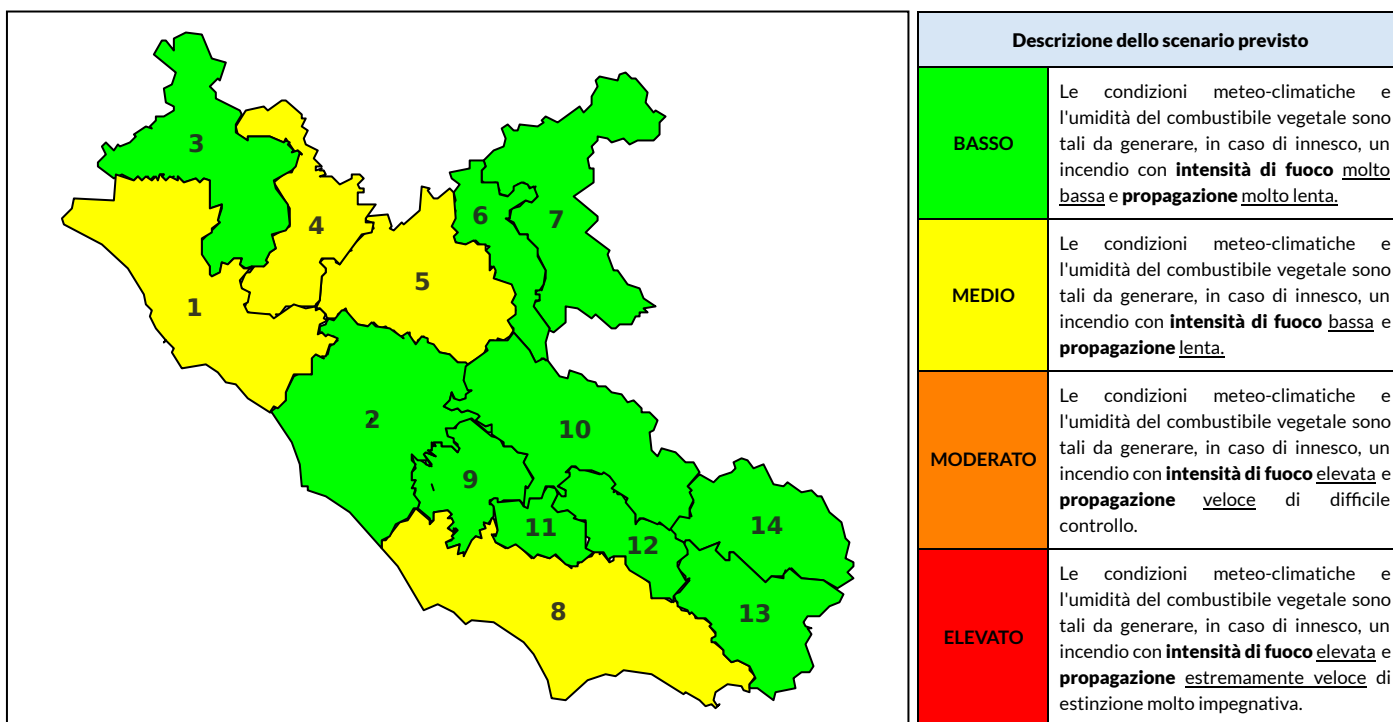 3
4
6
7
5
1
2
10
9
11
14
12
8
13
Descrizione dello scenario previsto
BASSO
Le condizioni meteo-climatiche e
l'umidità del combustibile vegetale sono
tali da generare, in caso di innesco, un
incendio con intensità di fuoco molto
bassa e propagazione molto lenta.
MEDIO
Le condizioni meteo-climatiche e
l'umidità del combustibile vegetale sono
tali da generare, in caso di innesco, un
incendio con intensità di fuoco bassa e
propagazione lenta.
MODERATO
Le condizioni meteo-climatiche e
l'umidità del combustibile vegetale sono
tali da generare, in caso di innesco, un
incendio con intensità di fuoco elevata e
propagazione veloce di difficile
controllo.
ELEVATO
Le condizioni meteo-climatiche e
l'umidità del combustibile vegetale sono
tali da generare, in caso di innesco, un
incendio con intensità di fuoco elevata e
propagazione estremamente veloce di
estinzione molto impegnativa.